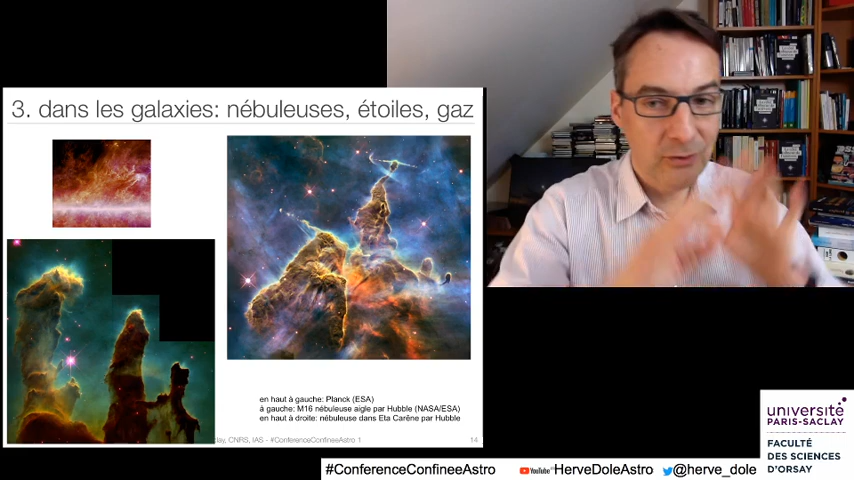 3. dans les galaxies: nébuleuses, étoiles, gaz
en haut à gauche: Planck (ESA)
à gauche: M16 nébuleuse aigle par Hubble (NASA/ESA)
en haut à droite: nébuleuse dans Eta Carène par Hubble
clay, CNRS, IAS - #ConferenceConfineeAstro 1
14
université
PARIS-SACLAY
FACULTÉ
DES SCIENCES
D'ORSAY
#ConferenceConfineeAstro
YouTube HerveDoleAstro
@herve_dole